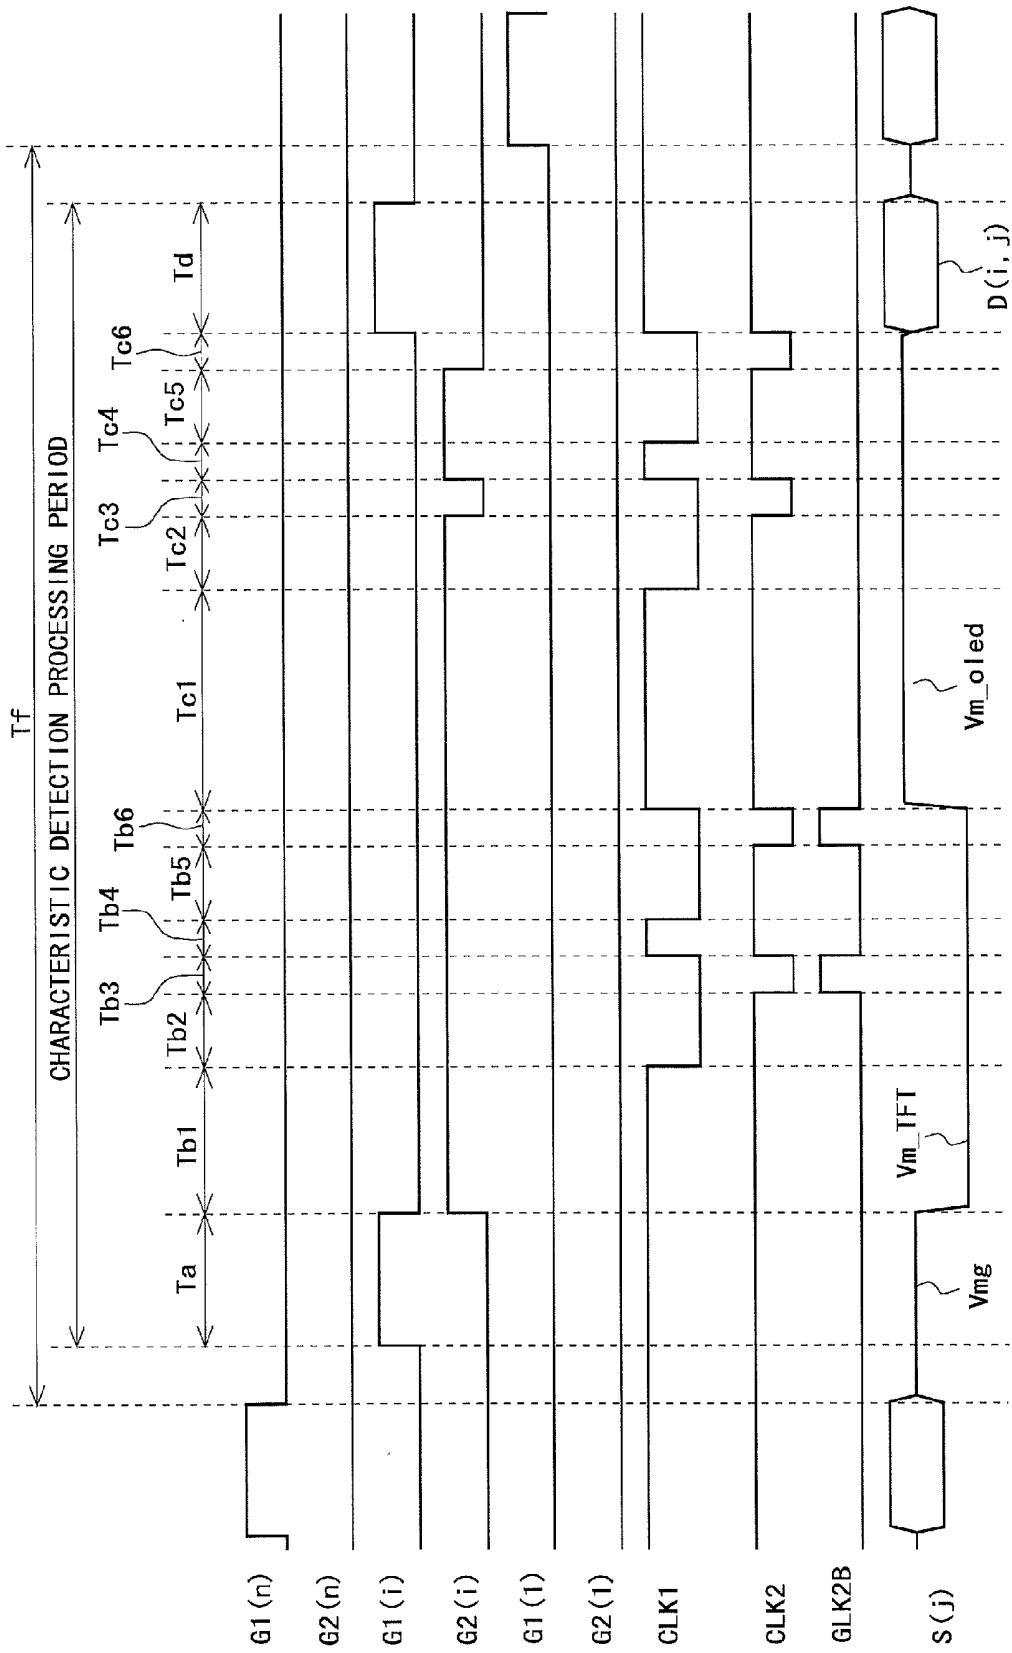 Tf
CHARACTERISTIC DETECTION PROCESSING PERIOD
Ta
Tb1
Tb2
Tb3
Tb4
Tb5
Tb6
Tc1
Tc2
Tc3
Tc4
Tc5
Tc6
Td
G1(n)
G2(n)
G1(i)
G2(i)
G1(1)
G2(1)
CLK1
CLK2
GLK2B
S(j)
Vmg
Vm_TFT
Vm_oled
D(i, j)